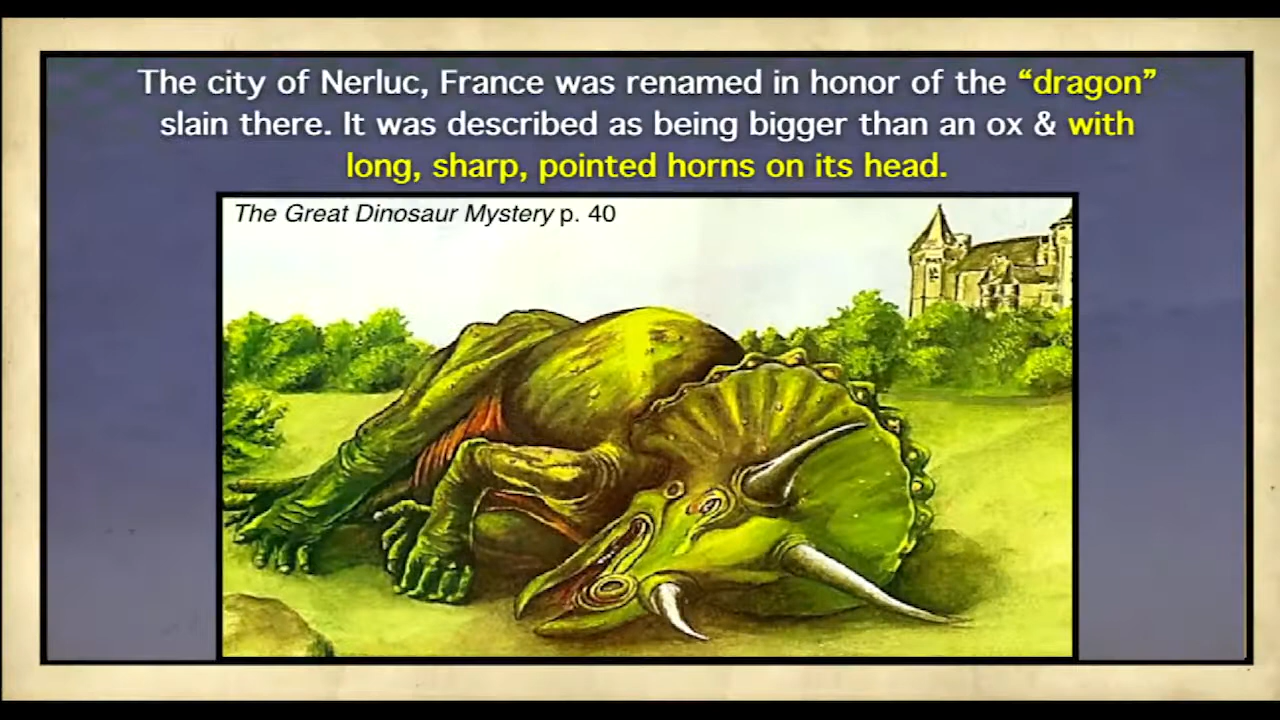 The city of Nerluc, France was renamed in honor of the “dragon”
slain there. It was described as being bigger than an ox & with
long, sharp, pointed horns on its head.
The Great Dinosaur Mystery p. 40